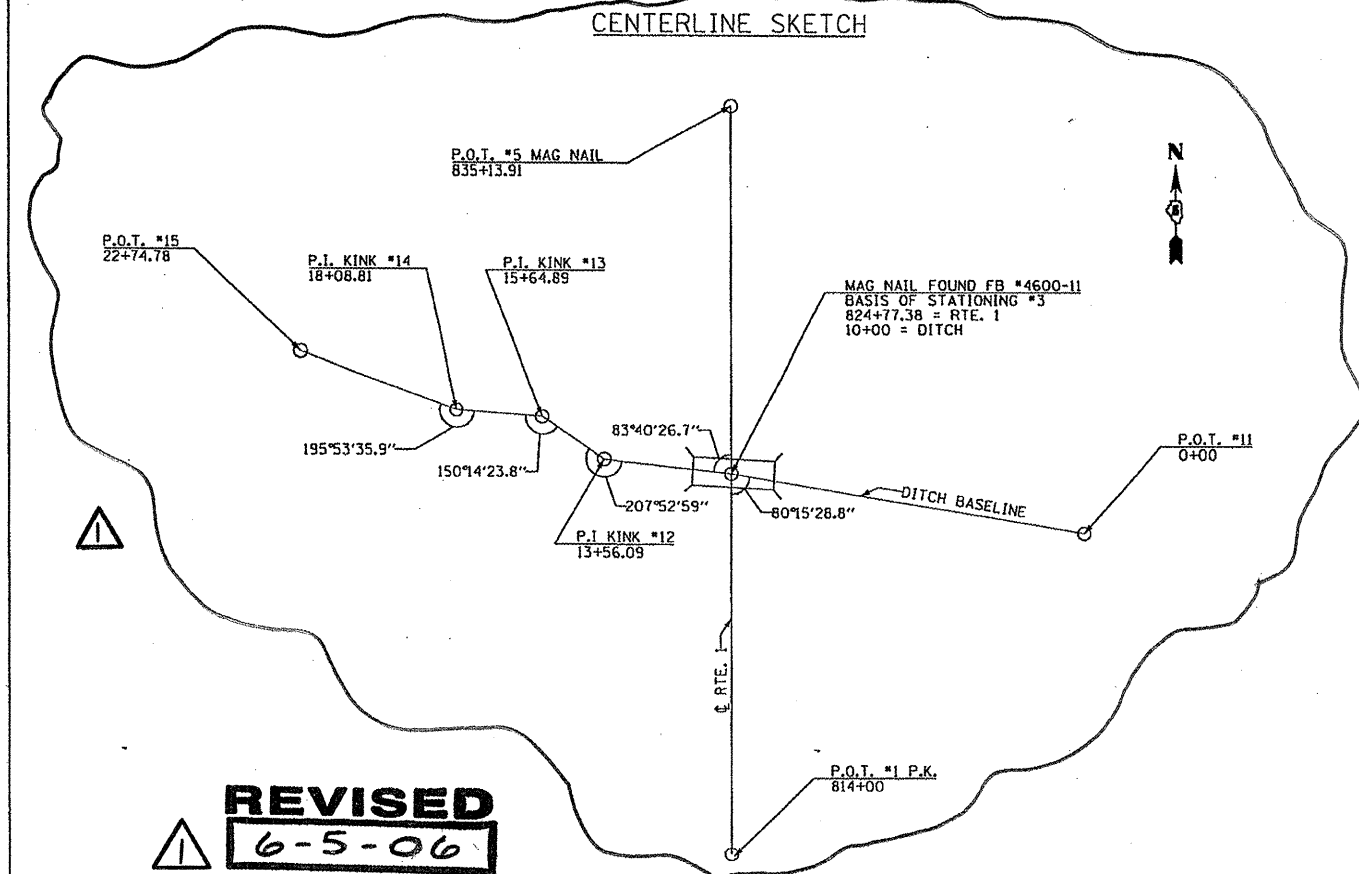 CENTERLINE SKETCH
P.O.T. #5 MAG NAIL
835+13.91
N
P.O.T. #15
22+74.78
P.I. KINK #14
18+08.81
P.I. KINK #13
15+64.89
MAG NAIL FOUND FB #4600-11
BASIS OF STATIONING #3
824+77.38 = RTE. 1
10+00 = DITCH
195°53'35.9"
150°14'23.8"
83°40'26.7"
P.O.T. #11
0+00
207°52'59"
80°15'28.8"
DITCH BASELINE
P.I KINK #12
13+56.09
1
℄ RTE. 1
P.O.T. #1 P.K.
814+00
REVISED
1
6-5-06